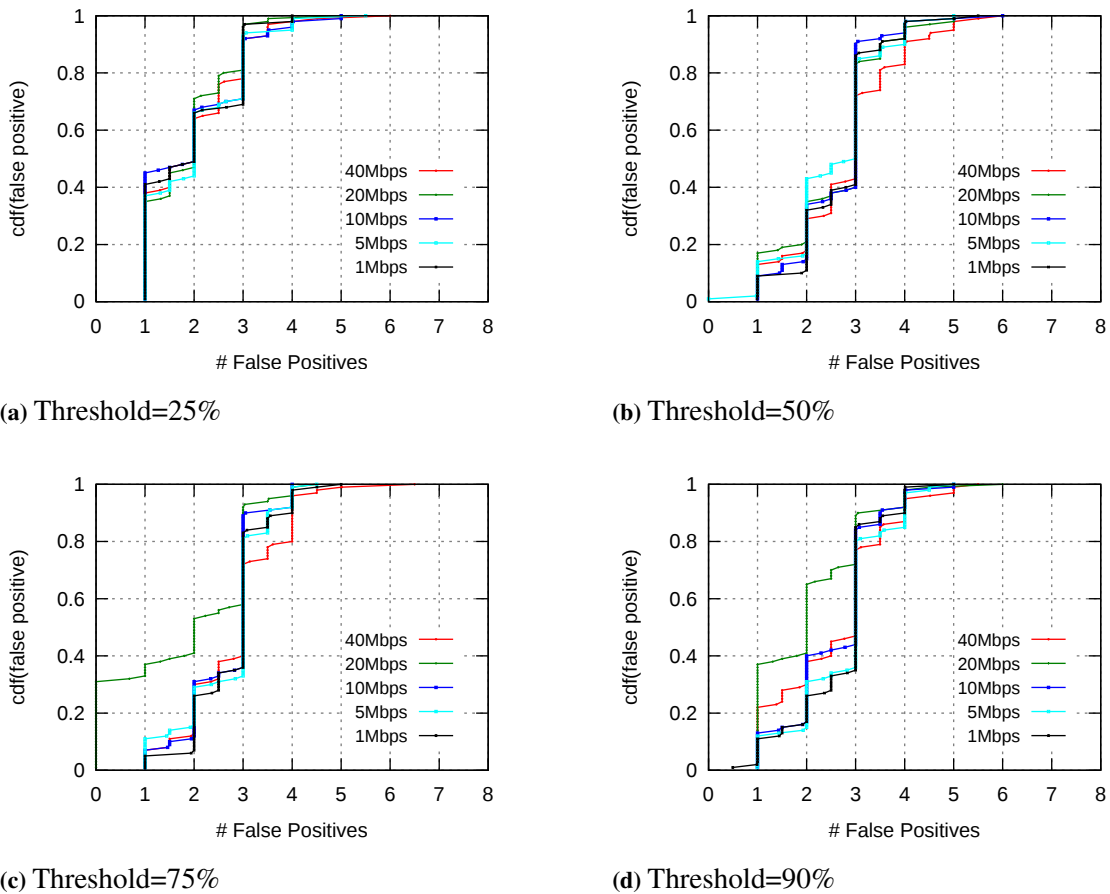 1
0.8
0.6
0.4
0.2
0
cdf(false positive)
40Mbps
20Mbps
10Mbps
5Mbps
1Mbps
0 1 2 3 4 5 6 7 8
# False Positives
(a) Threshold=25%
1
0.8
0.6
0.4
0.2
0
cdf(false positive)
40Mbps
20Mbps
10Mbps
5Mbps
1Mbps
0 1 2 3 4 5 6 7 8
# False Positives
(b) Threshold=50%
1
0.8
0.6
0.4
0.2
0
cdf(false positive)
40Mbps
20Mbps
10Mbps
5Mbps
1Mbps
0 1 2 3 4 5 6 7 8
# False Positives
(c) Threshold=75%
1
0.8
0.6
0.4
0.2
0
cdf(false positive)
40Mbps
20Mbps
10Mbps
5Mbps
1Mbps
0 1 2 3 4 5 6 7 8
# False Positives
(d) Threshold=90%